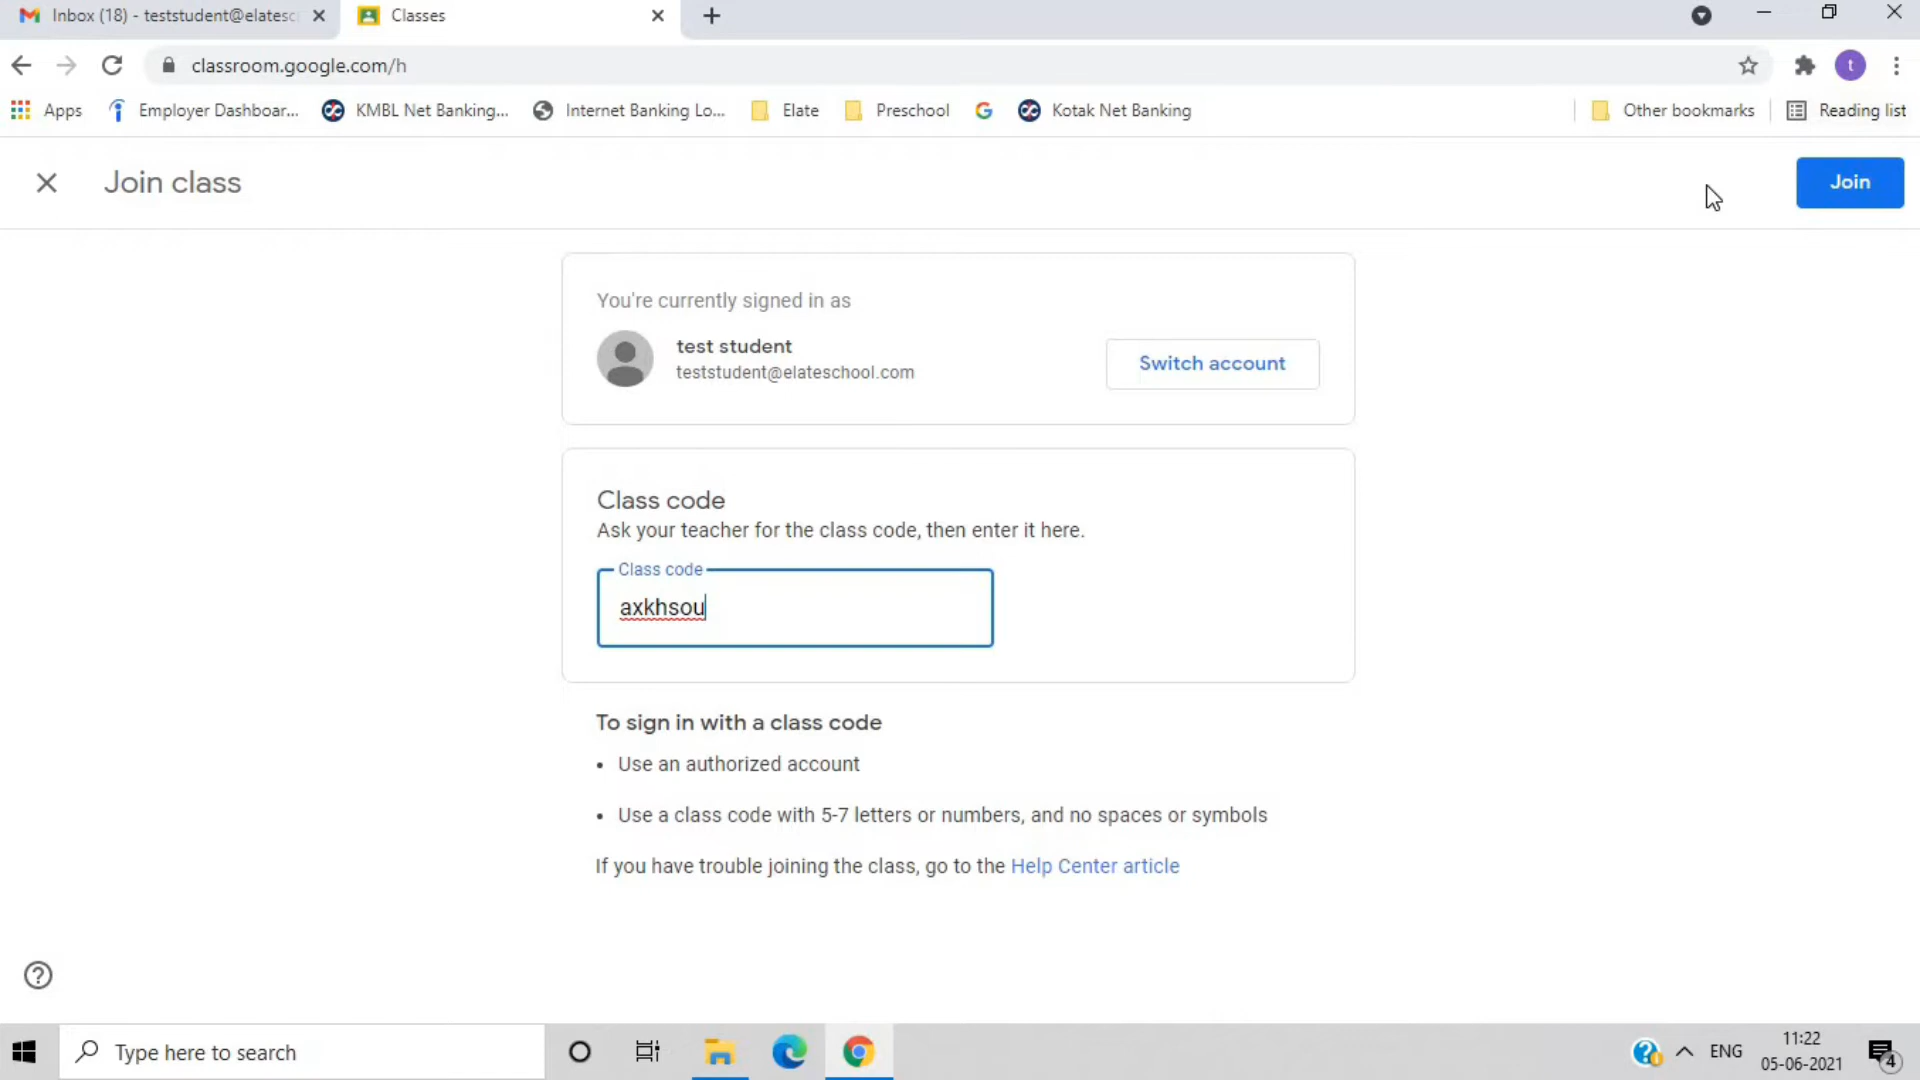 Inbox (18) - teststudent@elatesc
Classes
classroom.google.com/h
t
Apps
Employer Dashboar...
KMBL Net Banking...
Internet Banking Lo...
Elate
Preschool
Kotak Net Banking
Other bookmarks
Reading list
Join class
Join
You're currently signed in as
test student
teststudent@elateschool.com
Switch account
Class code
Ask your teacher for the class code, then enter it here.
Class code
axkhsou
To sign in with a class code
• Use an authorized account
• Use a class code with 5-7 letters or numbers, and no spaces or symbols
If you have trouble joining the class, go to the Help Center article
Type here to search
ENG
11:22
05-06-2021
4